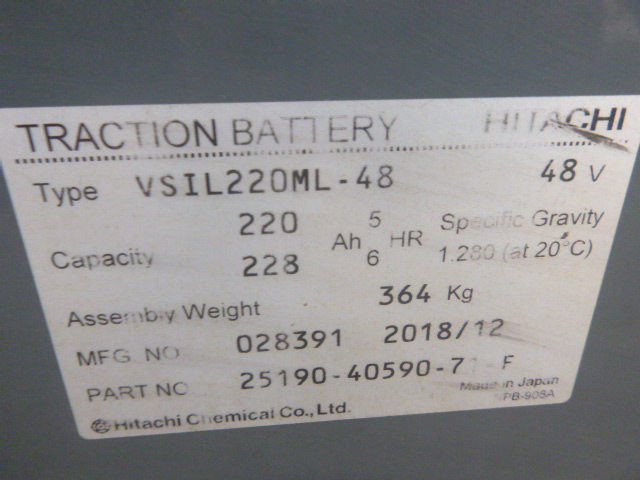 TRACTION BATTERY HITACHI
Type VSIL220ML-48 48 V
Capacity 220 Ah 5 HR Specific Gravity
228 6 1.280 (at 20°C)
Assembly Weight 364 Kg
MFG. NO 028391 2018/12
PART NO 25190-40590-71-F
Made in Japan
Hitachi Chemical Co., Ltd. PB-908A